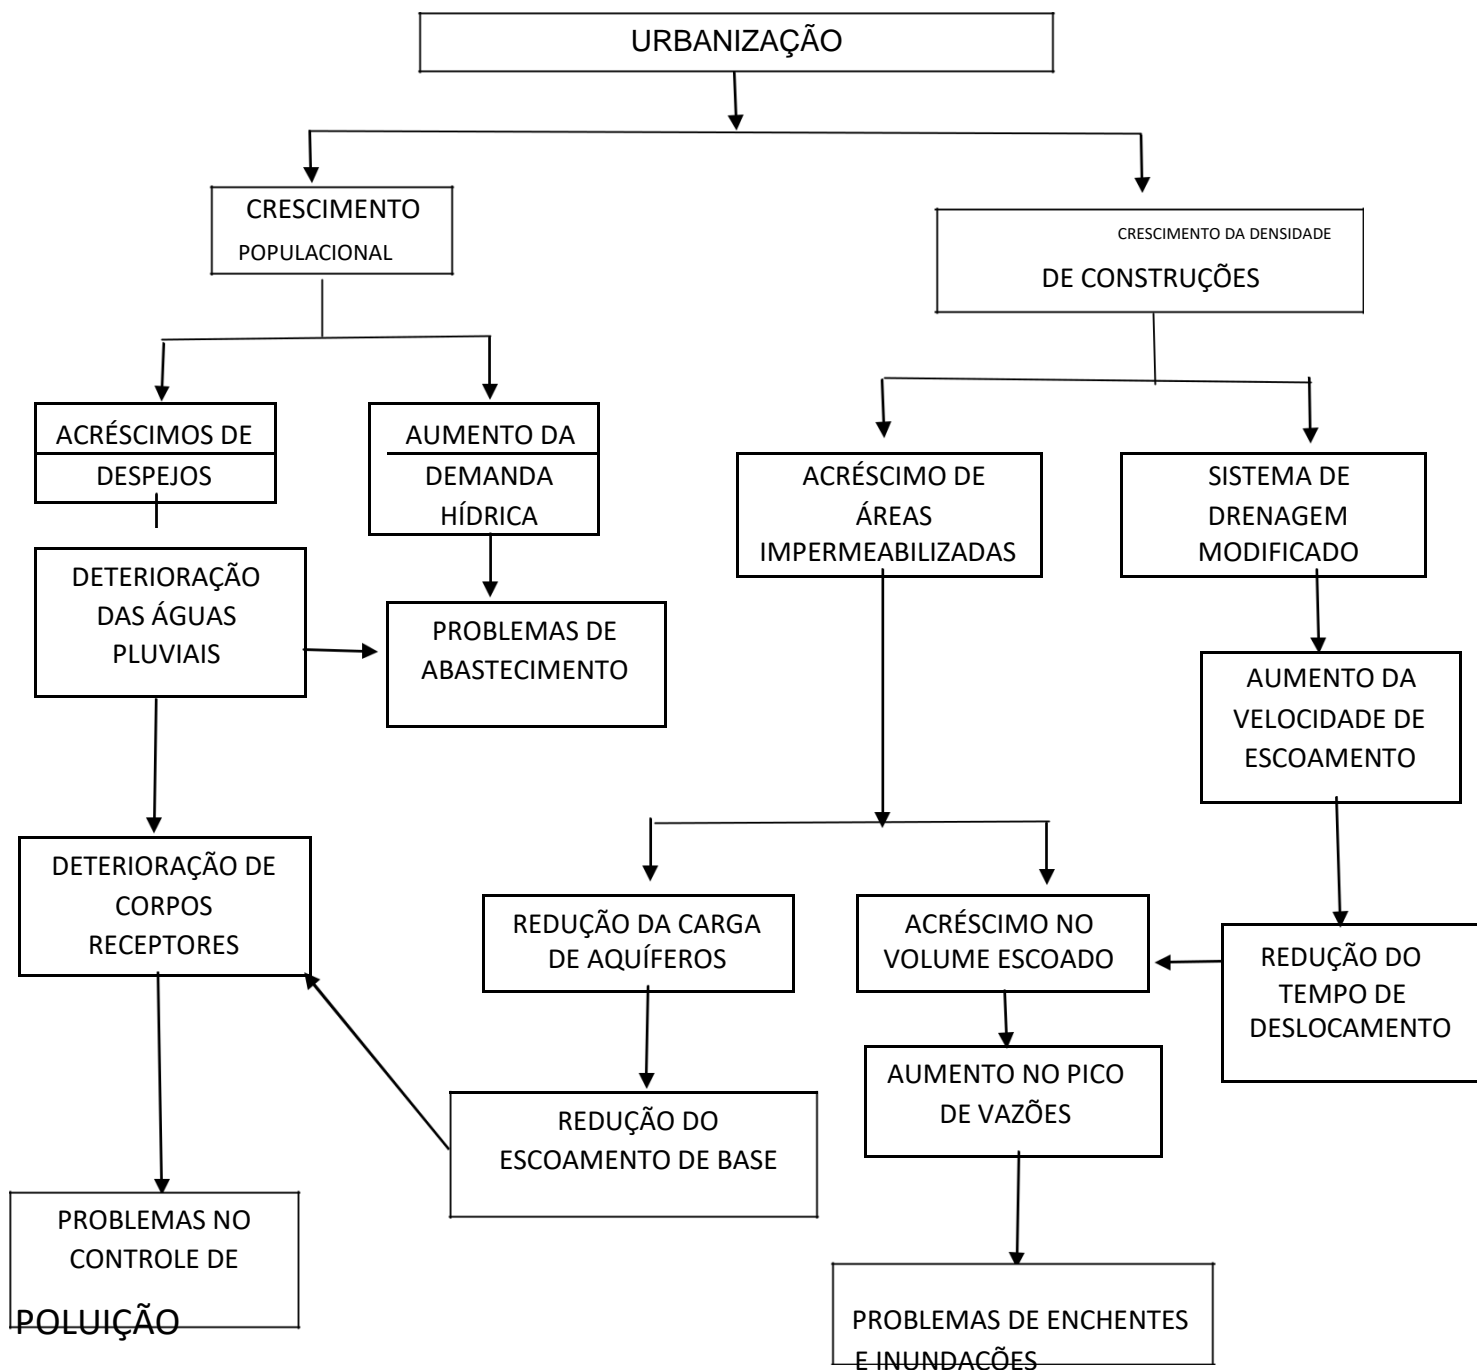 URBANIZAÇÃO
CRESCIMENTO
POPULACIONAL
CRESCIMENTO DA DENSIDADE
DE CONSTRUÇÕES
ACRÉSCIMOS DE
DESPEJOS
AUMENTO DA
DEMANDA
HÍDRICA
ACRÉSCIMO DE
ÁREAS
IMPERMEABILIZADAS
SISTEMA DE
DRENAGEM
MODIFICADO
DETERIORAÇÃO
DAS ÁGUAS
PLUVIAIS
PROBLEMAS DE
ABASTECIMENTO
AUMENTO DA
VELOCIDADE DE
ESCOAMENTO
DETERIORAÇÃO DE
CORPOS
RECEPTORES
REDUÇÃO DA CARGA
DE AQUÍFEROS
ACRÉSCIMO NO
VOLUME ESCOADO
REDUÇÃO DO
TEMPO DE
DESLOCAMENTO
AUMENTO NO PICO
DE VAZÕES
REDUÇÃO DO
ESCOAMENTO DE BASE
PROBLEMAS NO
CONTROLE DE
POLUIÇÃO
PROBLEMAS DE ENCHENTES
E INUNDAÇÕES